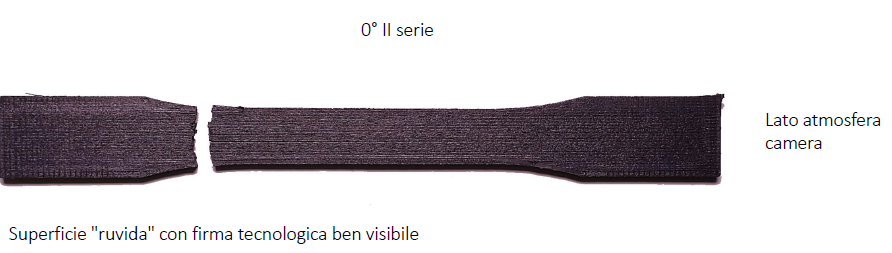 0° II serie
Lato atmosfera
camera
Superficie "ruvida" con firma tecnologica ben visibile